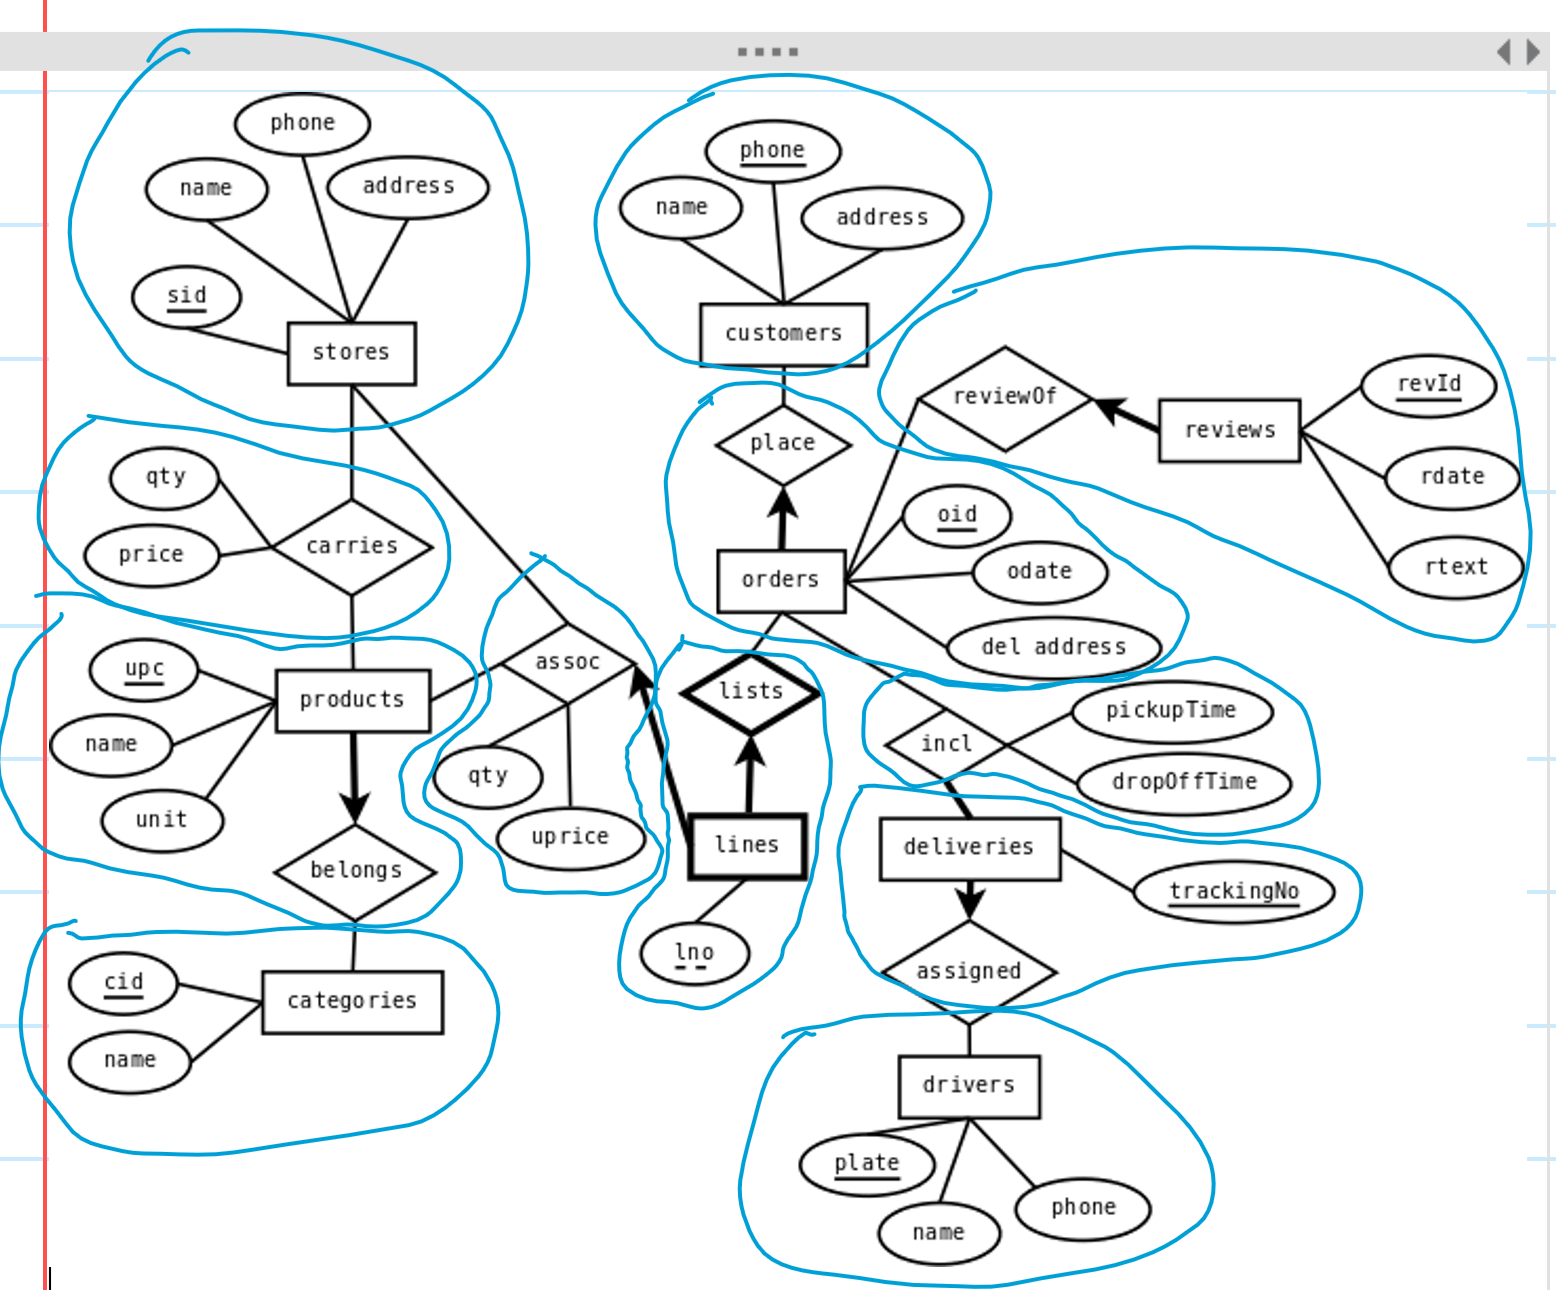 phone
name
address
sid
stores
phone
name
address
customers
reviewOf
reviews
revId
rdate
rtext
place
qty
price
carries
oid
odate
orders
del address
upc
products
name
unit
assoc
qty
uprice
lists
lines
lno
pickupTime
incl
dropOffTime
belongs
deliveries
trackingNo
assigned
cid
categories
name
drivers
plate
name
phone